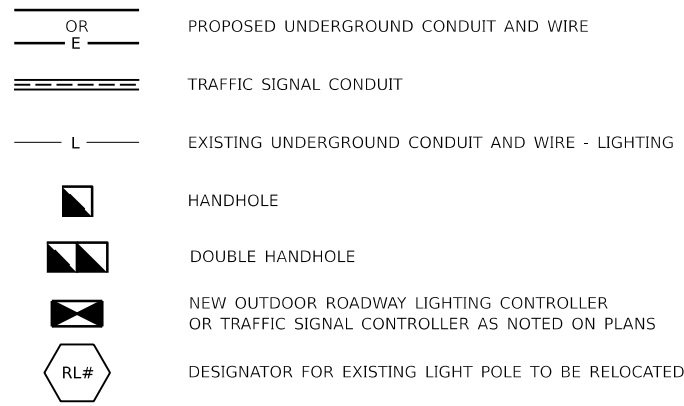 OR
E
PROPOSED UNDERGROUND CONDUIT AND WIRE
TRAFFIC SIGNAL CONDUIT
L
EXISTING UNDERGROUND CONDUIT AND WIRE - LIGHTING
HANDHOLE
DOUBLE HANDHOLE
NEW OUTDOOR ROADWAY LIGHTING CONTROLLER
OR TRAFFIC SIGNAL CONTROLLER AS NOTED ON PLANS
RL#
DESIGNATOR FOR EXISTING LIGHT POLE TO BE RELOCATED